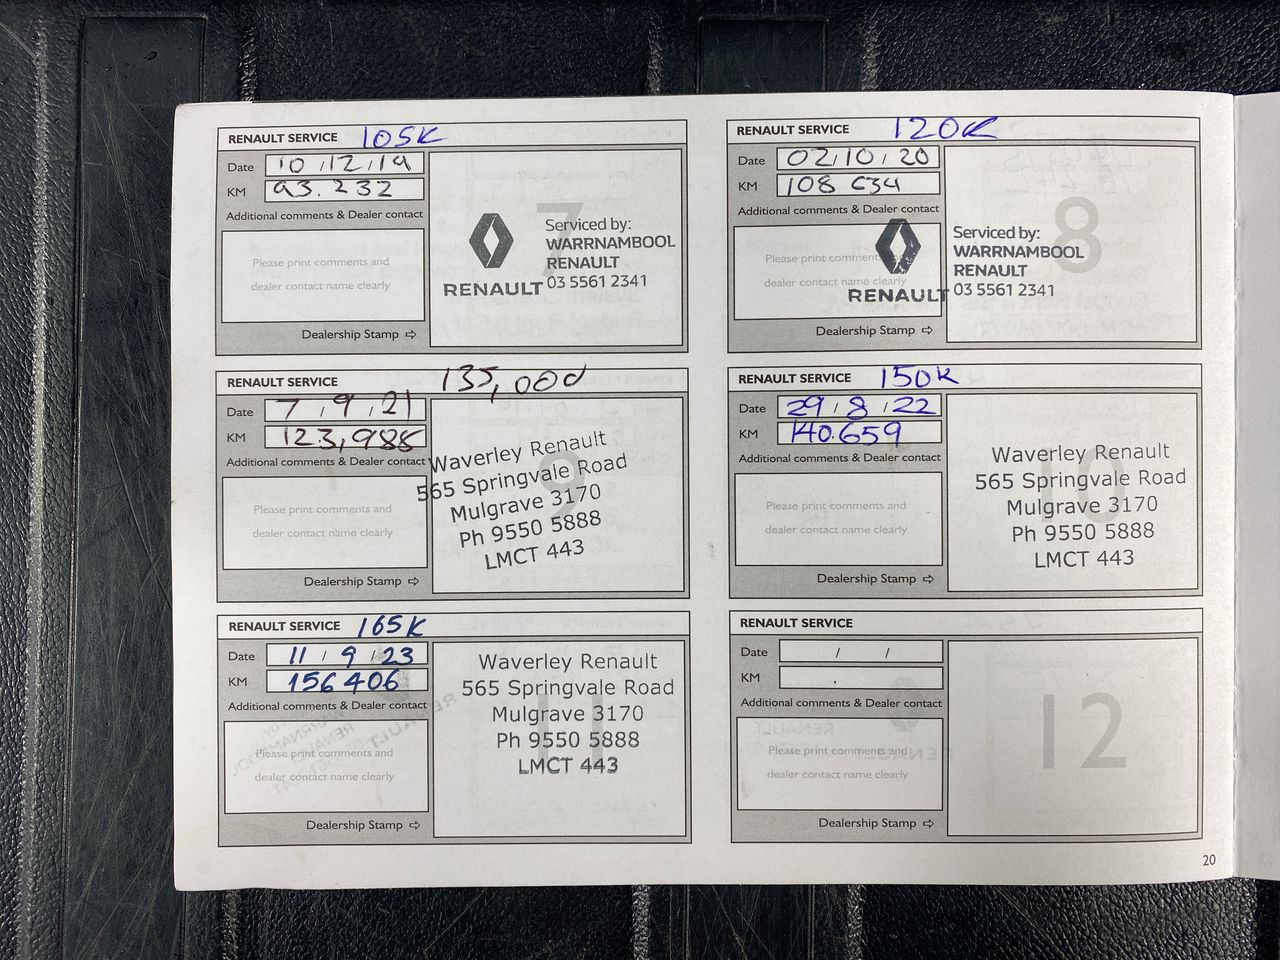 RENAULT SERVICE 105K
Date 10/12/19
KM 93.232
Additional comments & Dealer contact
Please print comments and
dealer contact name clearly
Dealership Stamp ⇨
7
RENAULT
Serviced by:
WARRNAMBOOL
RENAULT
03 5561 2341
RENAULT SERVICE 120K
Date 02/10/20
KM 108 634
Additional comments & Dealer contact
Please print comments and
dealer contact name clearly
Dealership Stamp ⇨
8
RENAULT
Serviced by:
WARRNAMBOOL
RENAULT
03 5561 2341
RENAULT SERVICE 135,000
Date 7/9/21
KM 123,988
Additional comments & Dealer contact
Please print comments and
dealer contact name clearly
Dealership Stamp ⇨
9
Waverley Renault
565 Springvale Road
Mulgrave 3170
Ph 9550 5888
LMCT 443
RENAULT SERVICE 150K
Date 29/8/22
KM 140.659
Additional comments & Dealer contact
Please print comments and
dealer contact name clearly
Dealership Stamp ⇨
10
Waverley Renault
565 Springvale Road
Mulgrave 3170
Ph 9550 5888
LMCT 443
RENAULT SERVICE 165K
Date 11/9/23
KM 156406
Additional comments & Dealer contact
Please print comments and
dealer contact name clearly
Dealership Stamp ⇨
11
Waverley Renault
565 Springvale Road
Mulgrave 3170
Ph 9550 5888
LMCT 443
RENAULT SERVICE
Date / /
KM .
Additional comments & Dealer contact
Please print comments and
dealer contact name clearly
Dealership Stamp ⇨
12
20